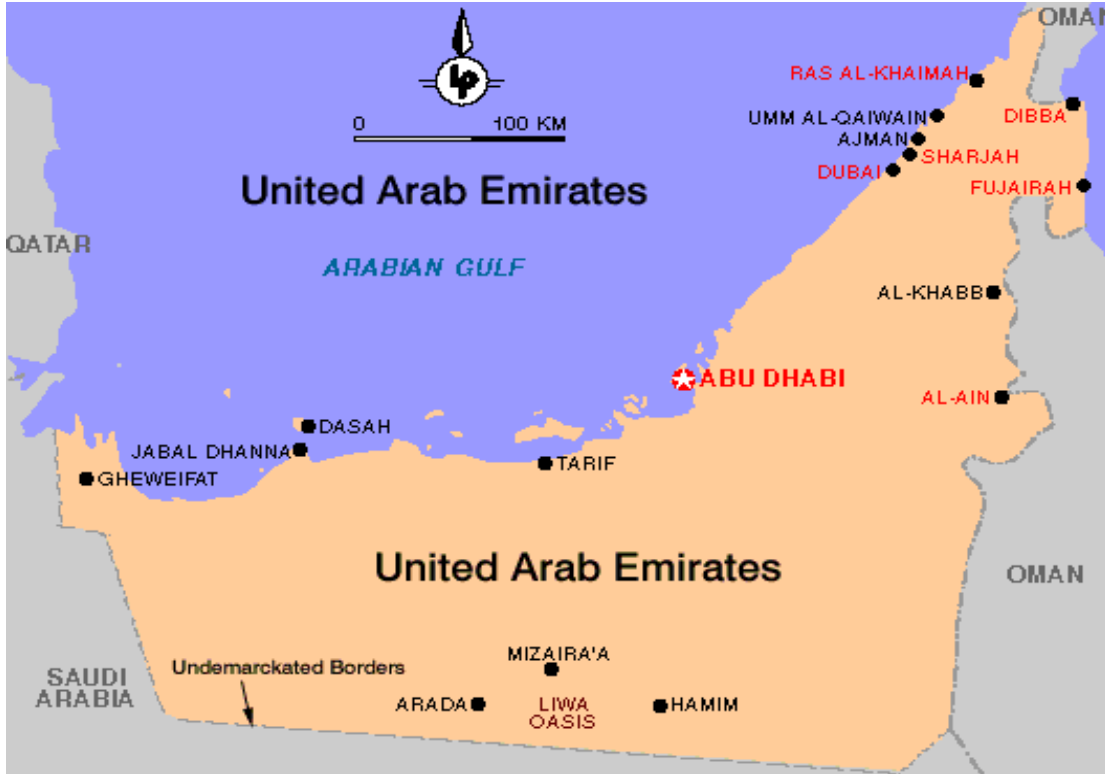 OMAN
RAS AL-KHAIMAH
UMM AL-QAIWAIN
DIBBA
AJMAN
SHARJAH
DUBAI
FUJAIRAH
lp
0 100 KM
United Arab Emirates
QATAR
ARABIAN GULF
AL-KHABB
ABU DHABI
AL-AIN
DASAH
JABAL DHANNA
TARIF
GHEWEIFAT
United Arab Emirates
OMAN
MIZAIRA'A
Undemarckated Borders
SAUDI
ARABIA
ARADA
LIWA
OASIS
HAMIM